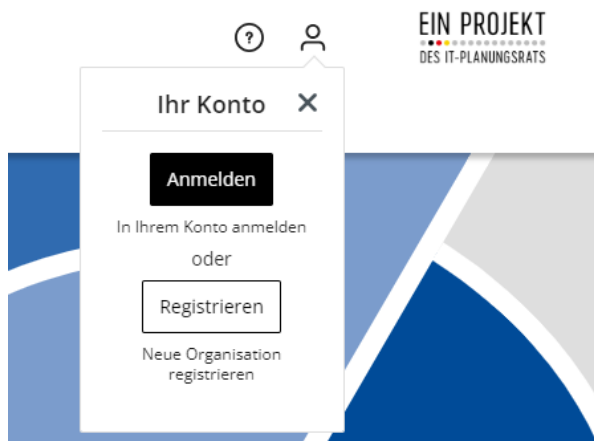 EIN PROJEKT
DES IT-PLANUNGSRATS
?
Ihr Konto
Anmelden
In Ihrem Konto anmelden
oder
Registrieren
Neue Organisation
registrieren